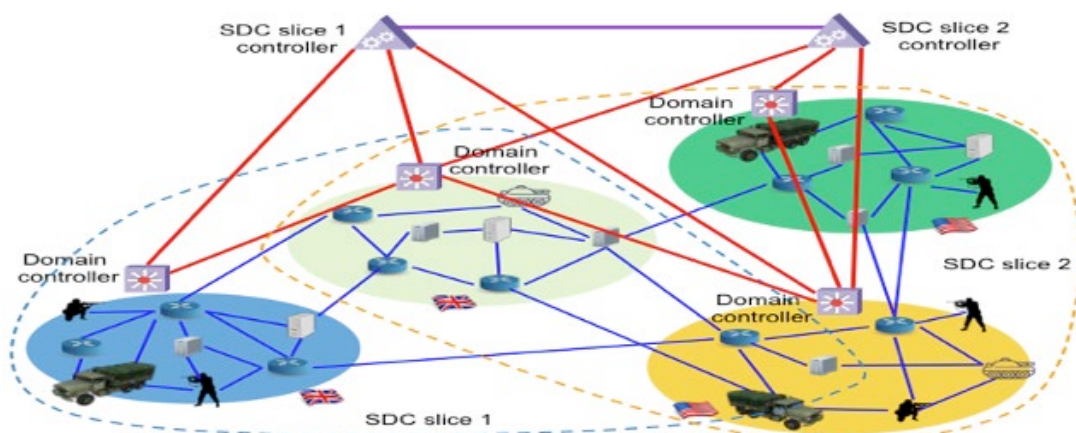 SDC slice 1
controller
SDC slice 2
controller
Domain
controller
Domain
controller
Domain
controller
SDC slice 2
Domain
controller
SDC slice 1